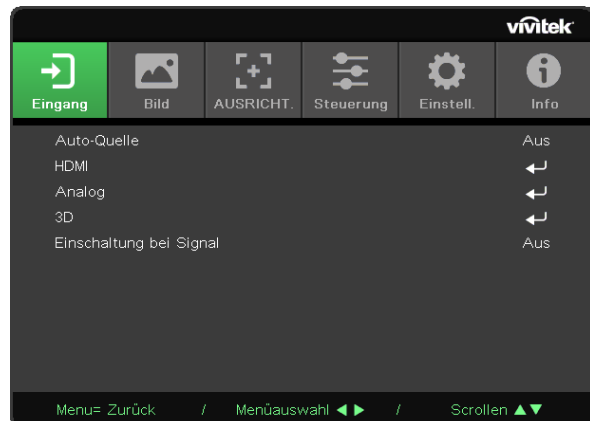 vivitek
Eingang Bild AUSRICHT. Steuerung Einstell. Info
Auto-Quelle Aus
HDMI
Analog
3D
Einschaltung bei Signal Aus
Menu= Zurück / Menüauswahl ◀ ▶ / Scrollen ▲▼